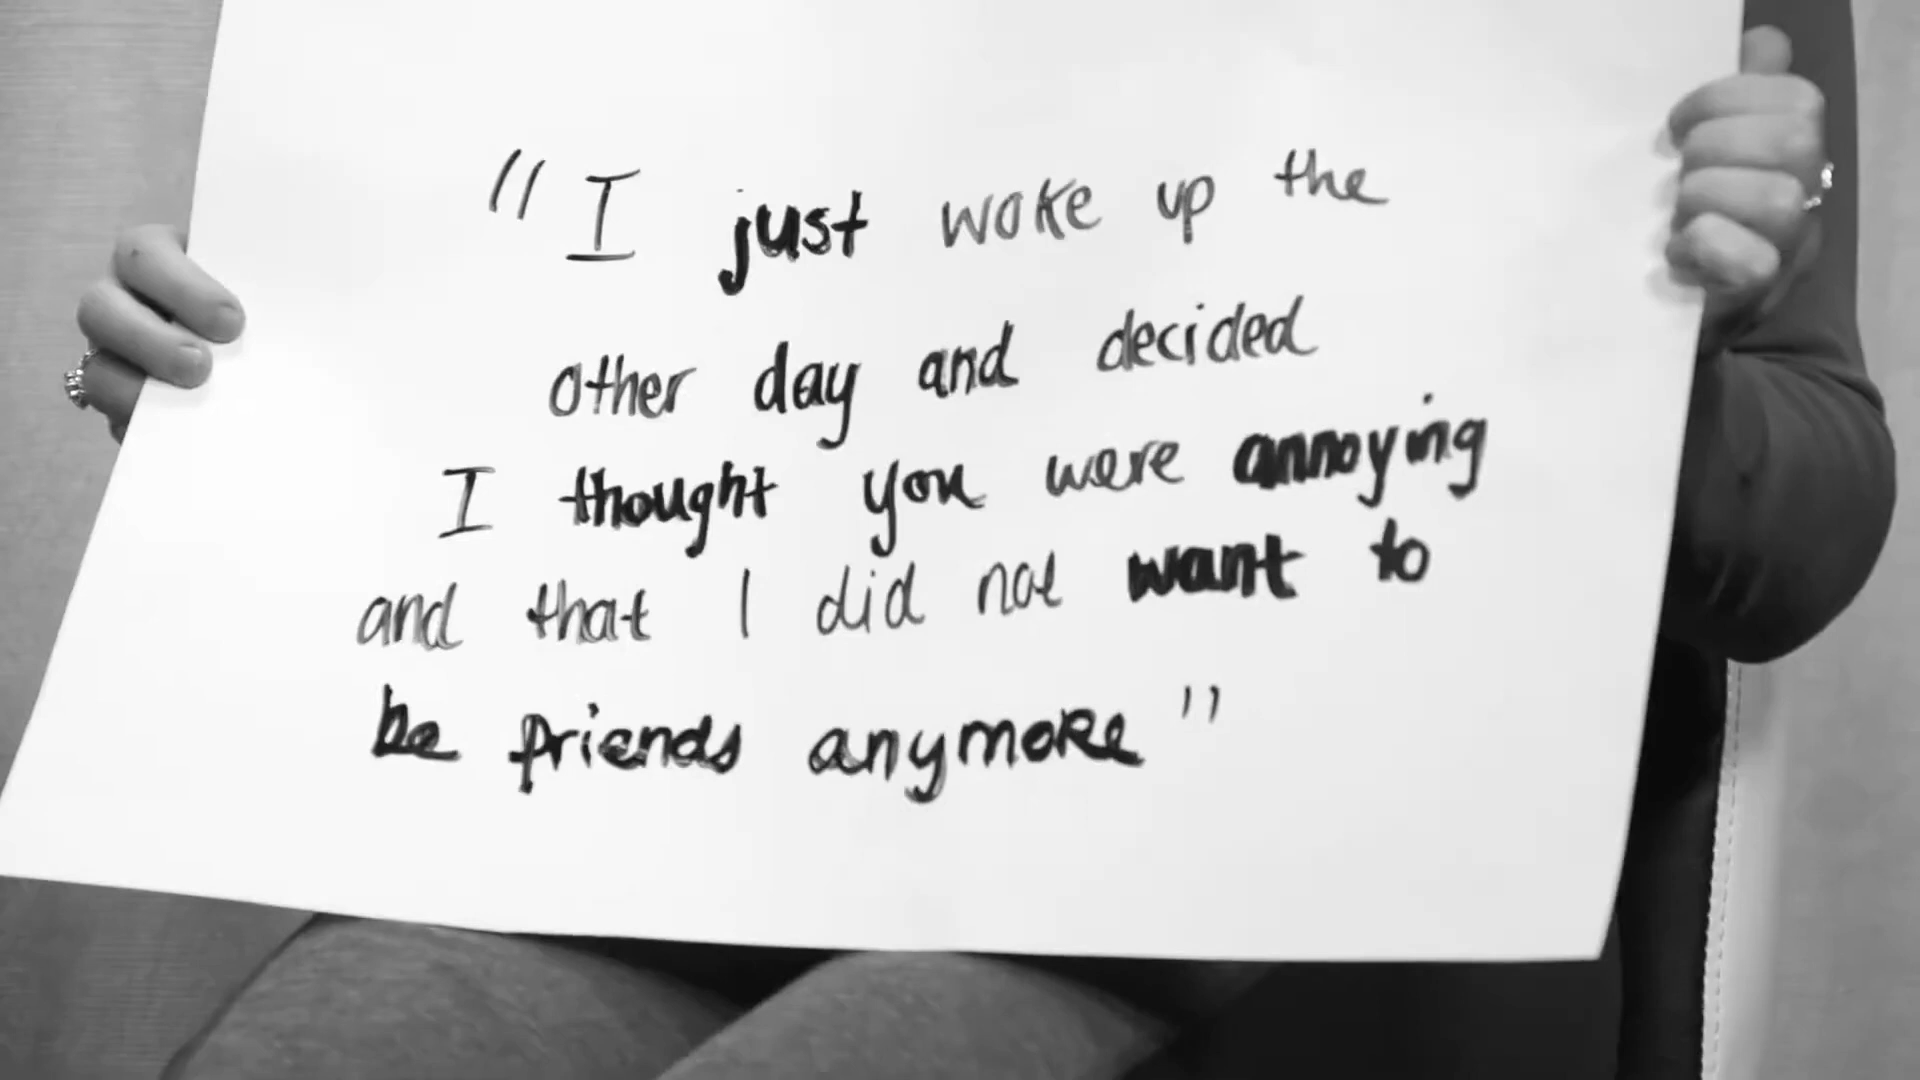 "I just woke up the
other day and decided
I thought you were annoying
and that I did not want to
be friends anymore"